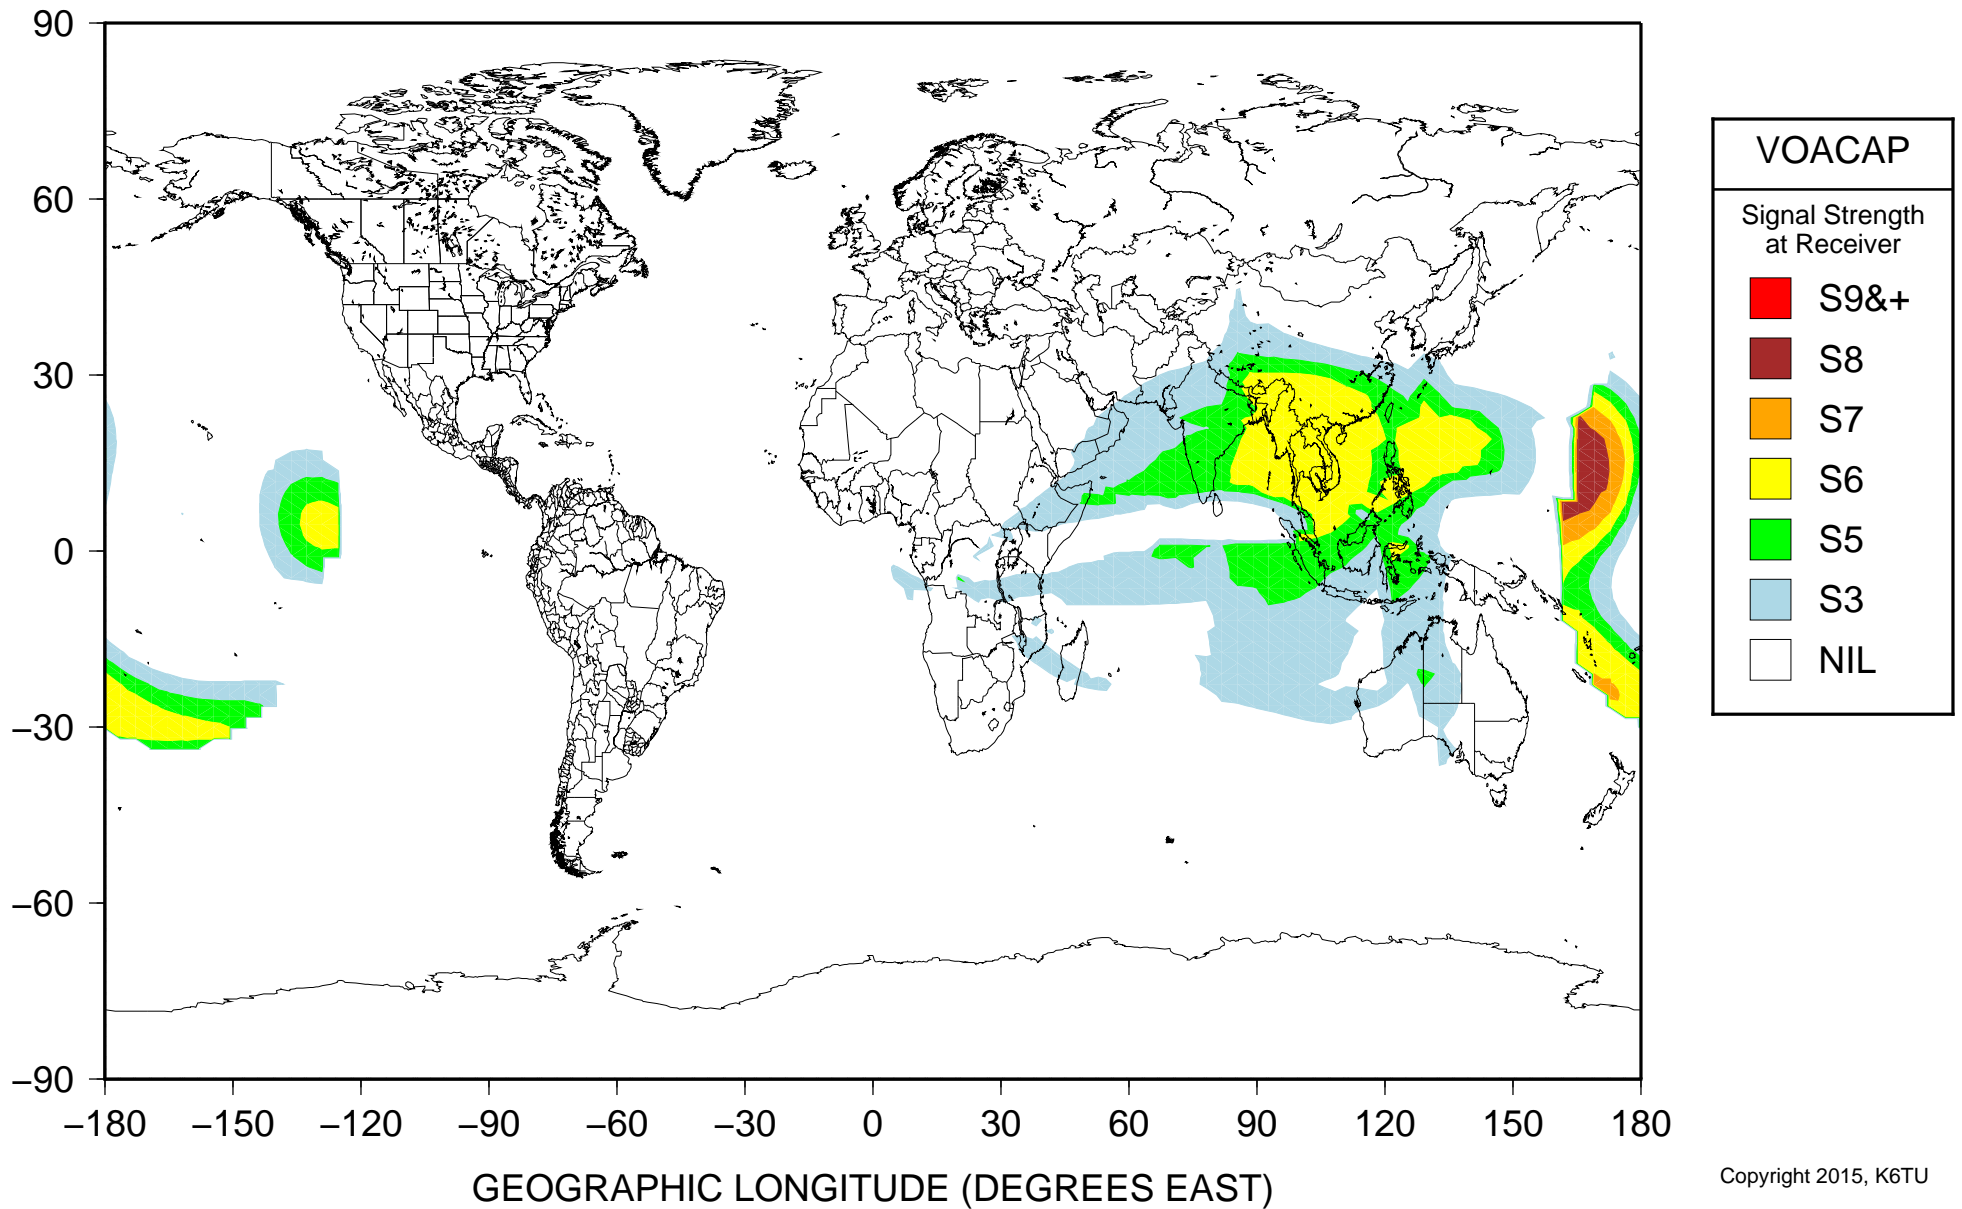 90
60
30
0
−30
−60
−90
−180
−150
−120
−90
−60
−30
0
30
60
90
120
150
180
GEOGRAPHIC LONGITUDE (DEGREES EAST)
VOACAP
Signal Strength
at Receiver
S9&+
S8
S7
S6
S5
S3
NIL
Copyright 2015, K6TU